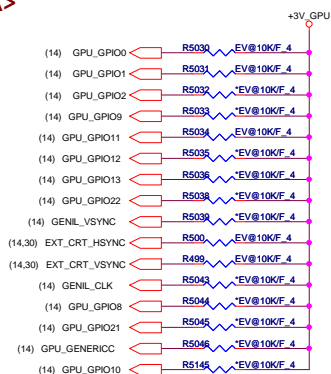 A>
+3V_GPU
(14) GPU_GPIO0 R5030 EV@10K/F_4
(14) GPU_GPIO1 R5031 EV@10K/F_4
(14) GPU_GPIO2 R5032 *EV@10K/F_4
(14) GPU_GPIO9 R5033 *EV@10K/F_4
(14) GPU_GPIO11 R5034 EV@10K/F_4
(14) GPU_GPIO12 R5035 *EV@10K/F_4
(14) GPU_GPIO13 R5036 *EV@10K/F_4
(14) GPU_GPIO22 R5038 *EV@10K/F_4
(14) GENIL_VSYNC R5039 *EV@10K/F_4
(14,30) EXT_CRT_HSYNC R500 EV@10K/F_4
(14,30) EXT_CRT_VSYNC R499 EV@10K/F_4
(14) GENIL_CLK R5043 *EV@10K/F_4
(14) GPU_GPIO8 R5044 *EV@10K/F_4
(14) GPU_GPIO21 R5045 *EV@10K/F_4
(14) GPU_GENERICC R5046 *EV@10K/F_4
(14) GPU_GPIO10 R5145 *EV@10K/F_4